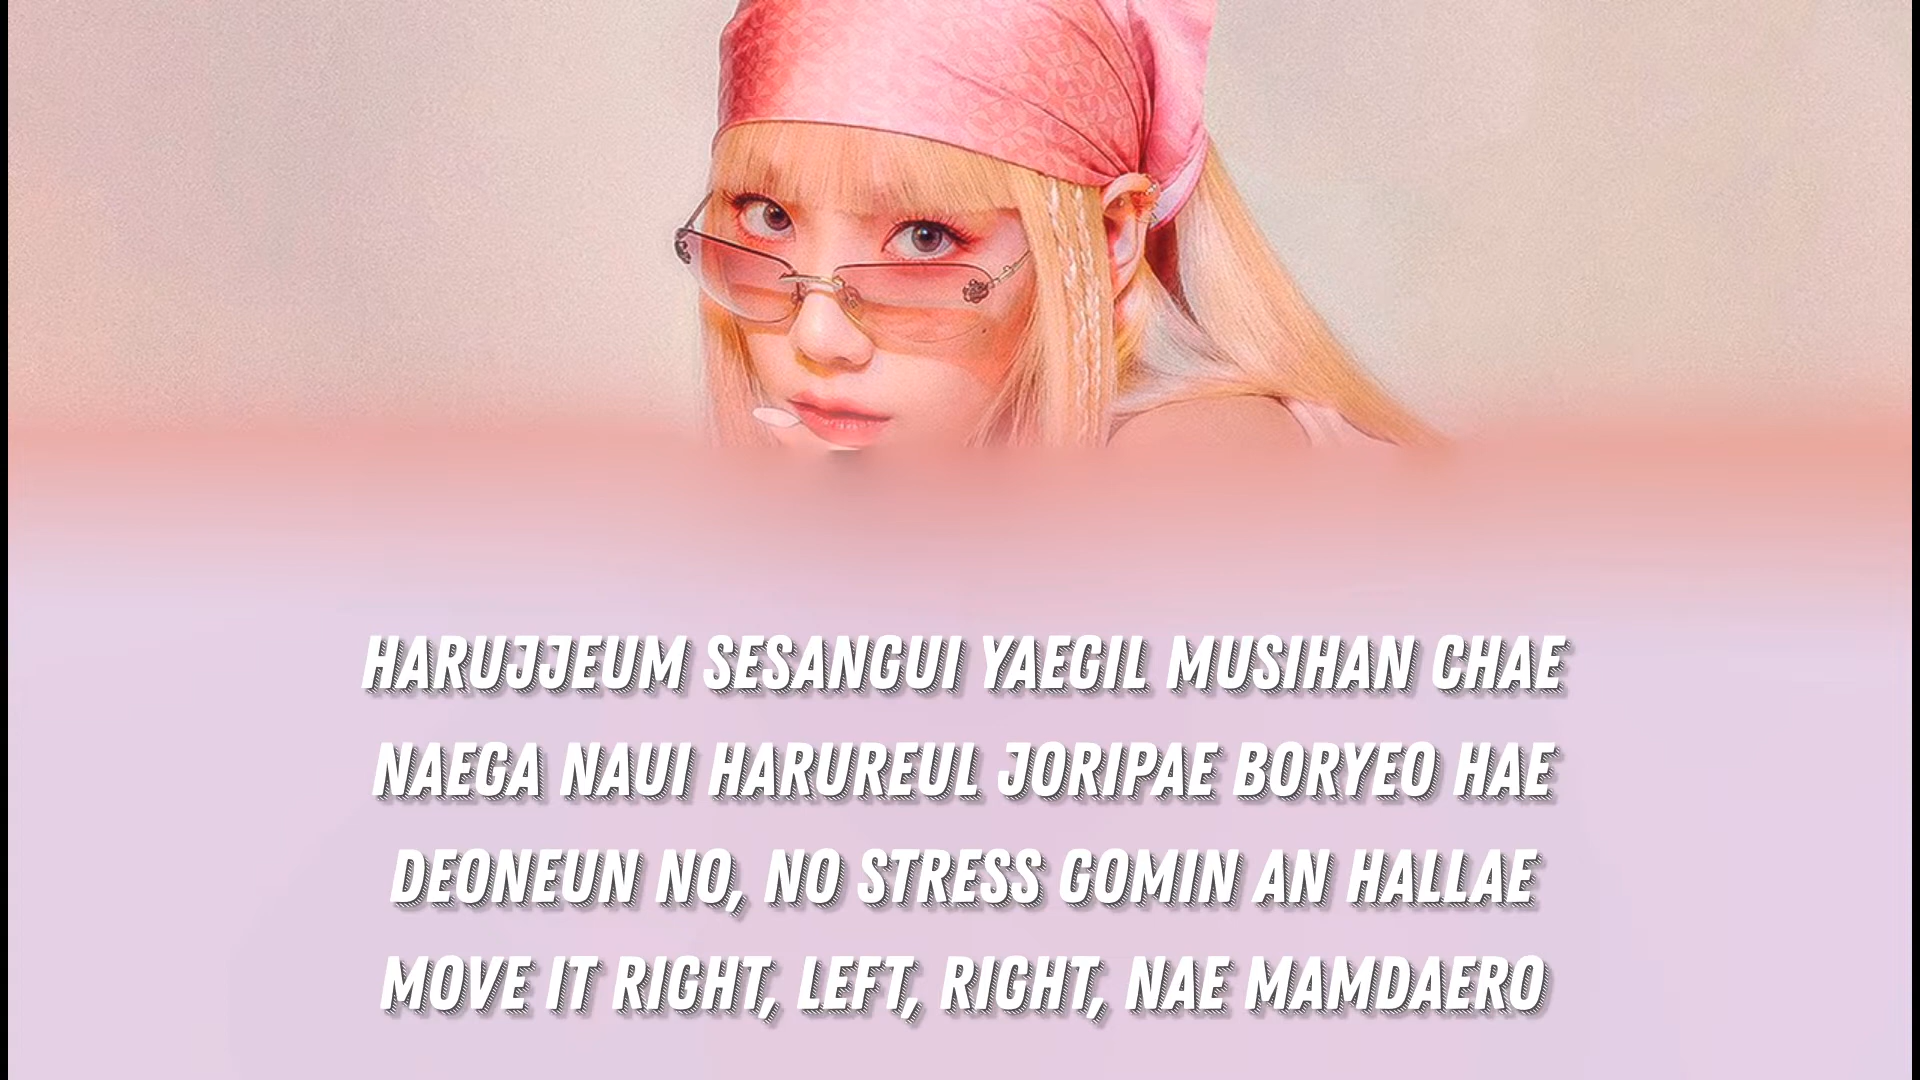 HARUJJEUM SESANGUI YAEGIL MUSIHAN CHAE
NAEGA NAUI HARUREUL JORIPAE BORYEO HAE
DEONEUN NO, NO STRESS GOMIN AN HALLAE
MOVE IT RIGHT, LEFT, RIGHT, NAE MAMDAERO